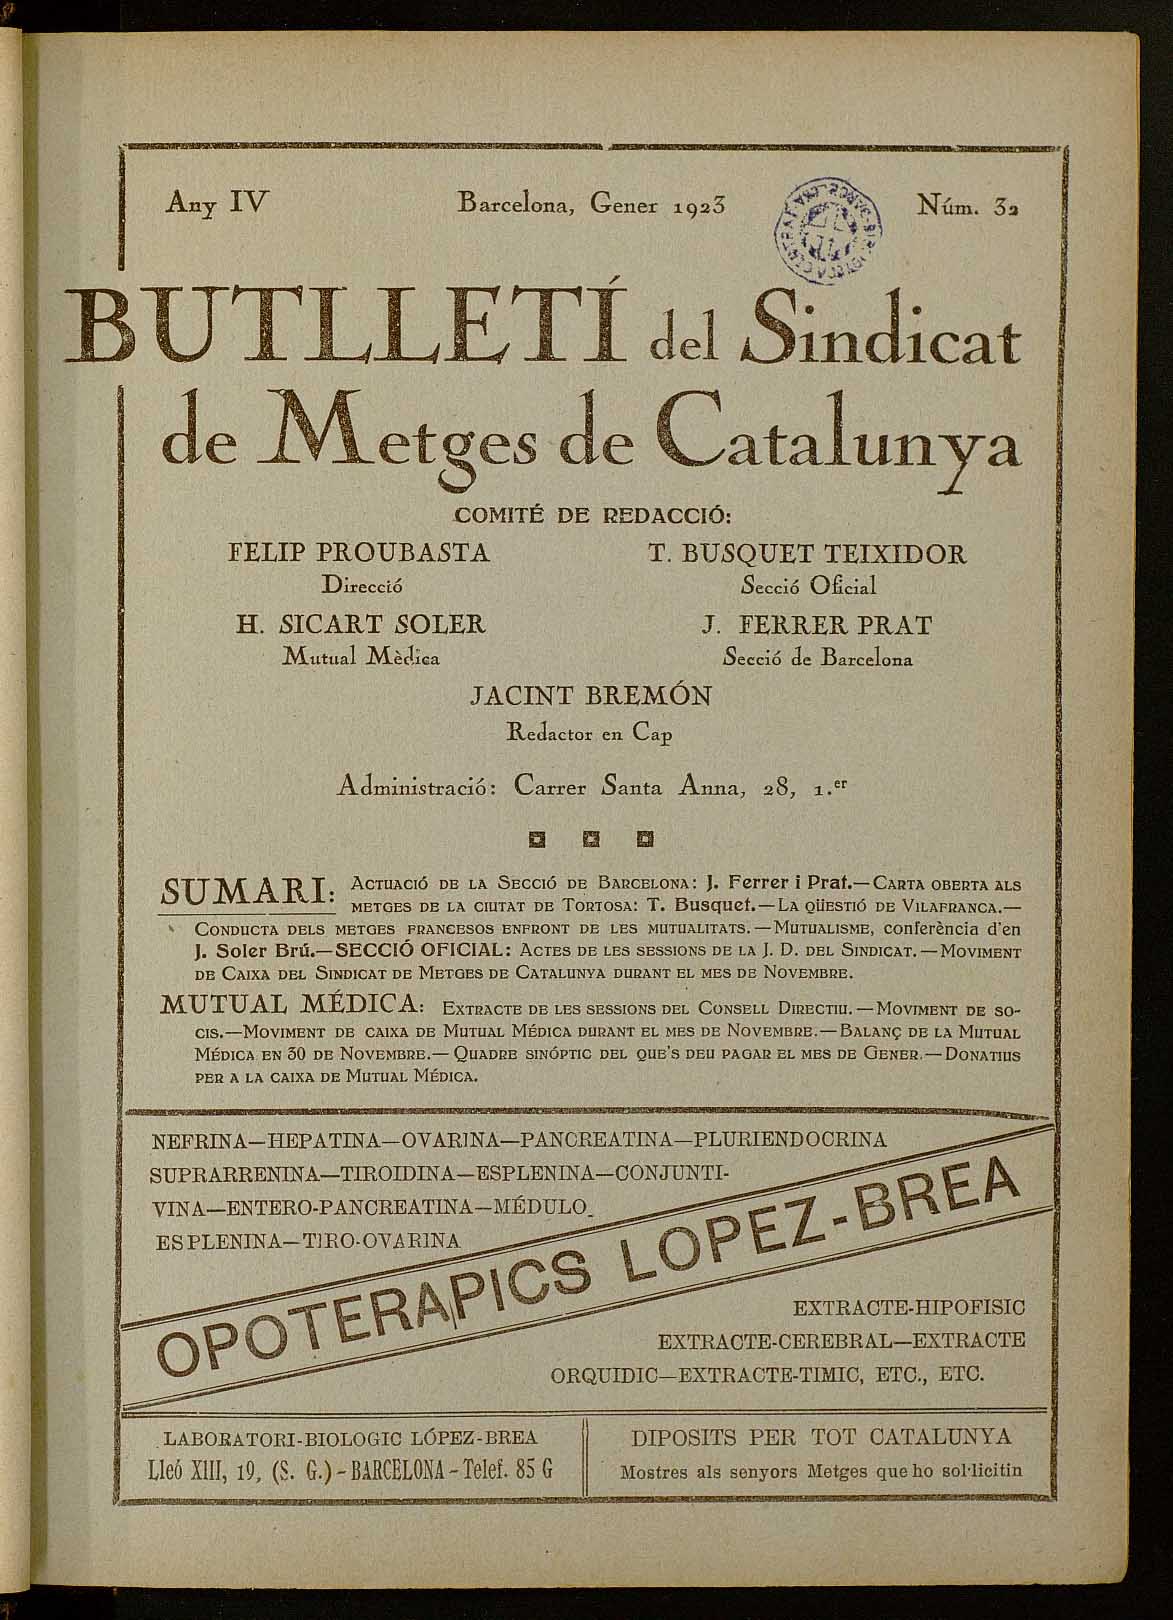 Any IV Barcelona, Gener 1923 Núm. 32
BUTLLETÍ del Sindicat
de Metges de Catalunya
COMITÉ DE REDACCIÓ:
FELIP PROUBASTA T. BUSQUET TEIXIDOR
Direcció Secció Oficial
H. SICART SOLER J. FERRER PRAT
Mutual Mèdica Secció de Barcelona
JACINT BREMÓN
Redactor en Cap
Administració: Carrer Santa Anna, 28, 1.er
SUMARI: ACTUACIÓ DE LA SECCIÓ DE BARCELONA: J. Ferrer i Prat.—CARTA OBERTA ALS
METGES DE LA CIUTAT DE TORTOSA: T. Busquet.—LA QÜESTIÓ DE VILAFRANCA.—
CONDUCTA DELS METGES FRANCESOS ENFRONT DE LES MUTUALITATS.—MUTUALISME, conferència d'en
J. Soler Brú.—SECCIÓ OFICIAL: ACTES DE LES SESSIONS DE LA J. D. DEL SINDICAT.—MOVIMENT
DE CAIXA DEL SINDICAT DE METGES DE CATALUNYA DURANT EL MES DE NOVEMBRE.
MUTUAL MÉDICA: EXTRACTE DE LES SESSIONS DEL CONSELL DIRECTIU.—MOVIMENT DE SO-
CIS.—MOVIMENT DE CAIXA DE MUTUAL MÉDICA DURANT EL MES DE NOVEMBRE.—BALANÇ DE LA MUTUAL
MÉDICA EN 30 DE NOVEMBRE.—QUADRE SINÓPTIC DEL QUE'S DEU PAGAR EL MES DE GENER.—DONATIUS
PER A LA CAIXA DE MUTUAL MÉDICA.
NEFRINA—HEPATINA—OVARINA—PANCREATINA—PLURIENDOCRINA
SUPRARRENINA—TIROIDINA—ESPLENINA—CONJUNTI-
VINA—ENTERO-PANCREATINA—MÉDULO-
ESPLENINA—TIRO-OVARINA
OPOTERAPICS LOPEZ-BREA
EXTRACTE-HIPOFISIC
EXTRACTE-CEREBRAL—EXTRACTE
ORQUIDIC—EXTRACTE-TIMIC, ETC., ETC.
LABORATORI-BIOLOGIC LÓPEZ-BREA
Lleó XIII, 19, (S. G.)-BARCELONA-Telef. 85 G
DIPOSITS PER TOT CATALUNYA
Mostres als senyors Metges que ho sol·licitin